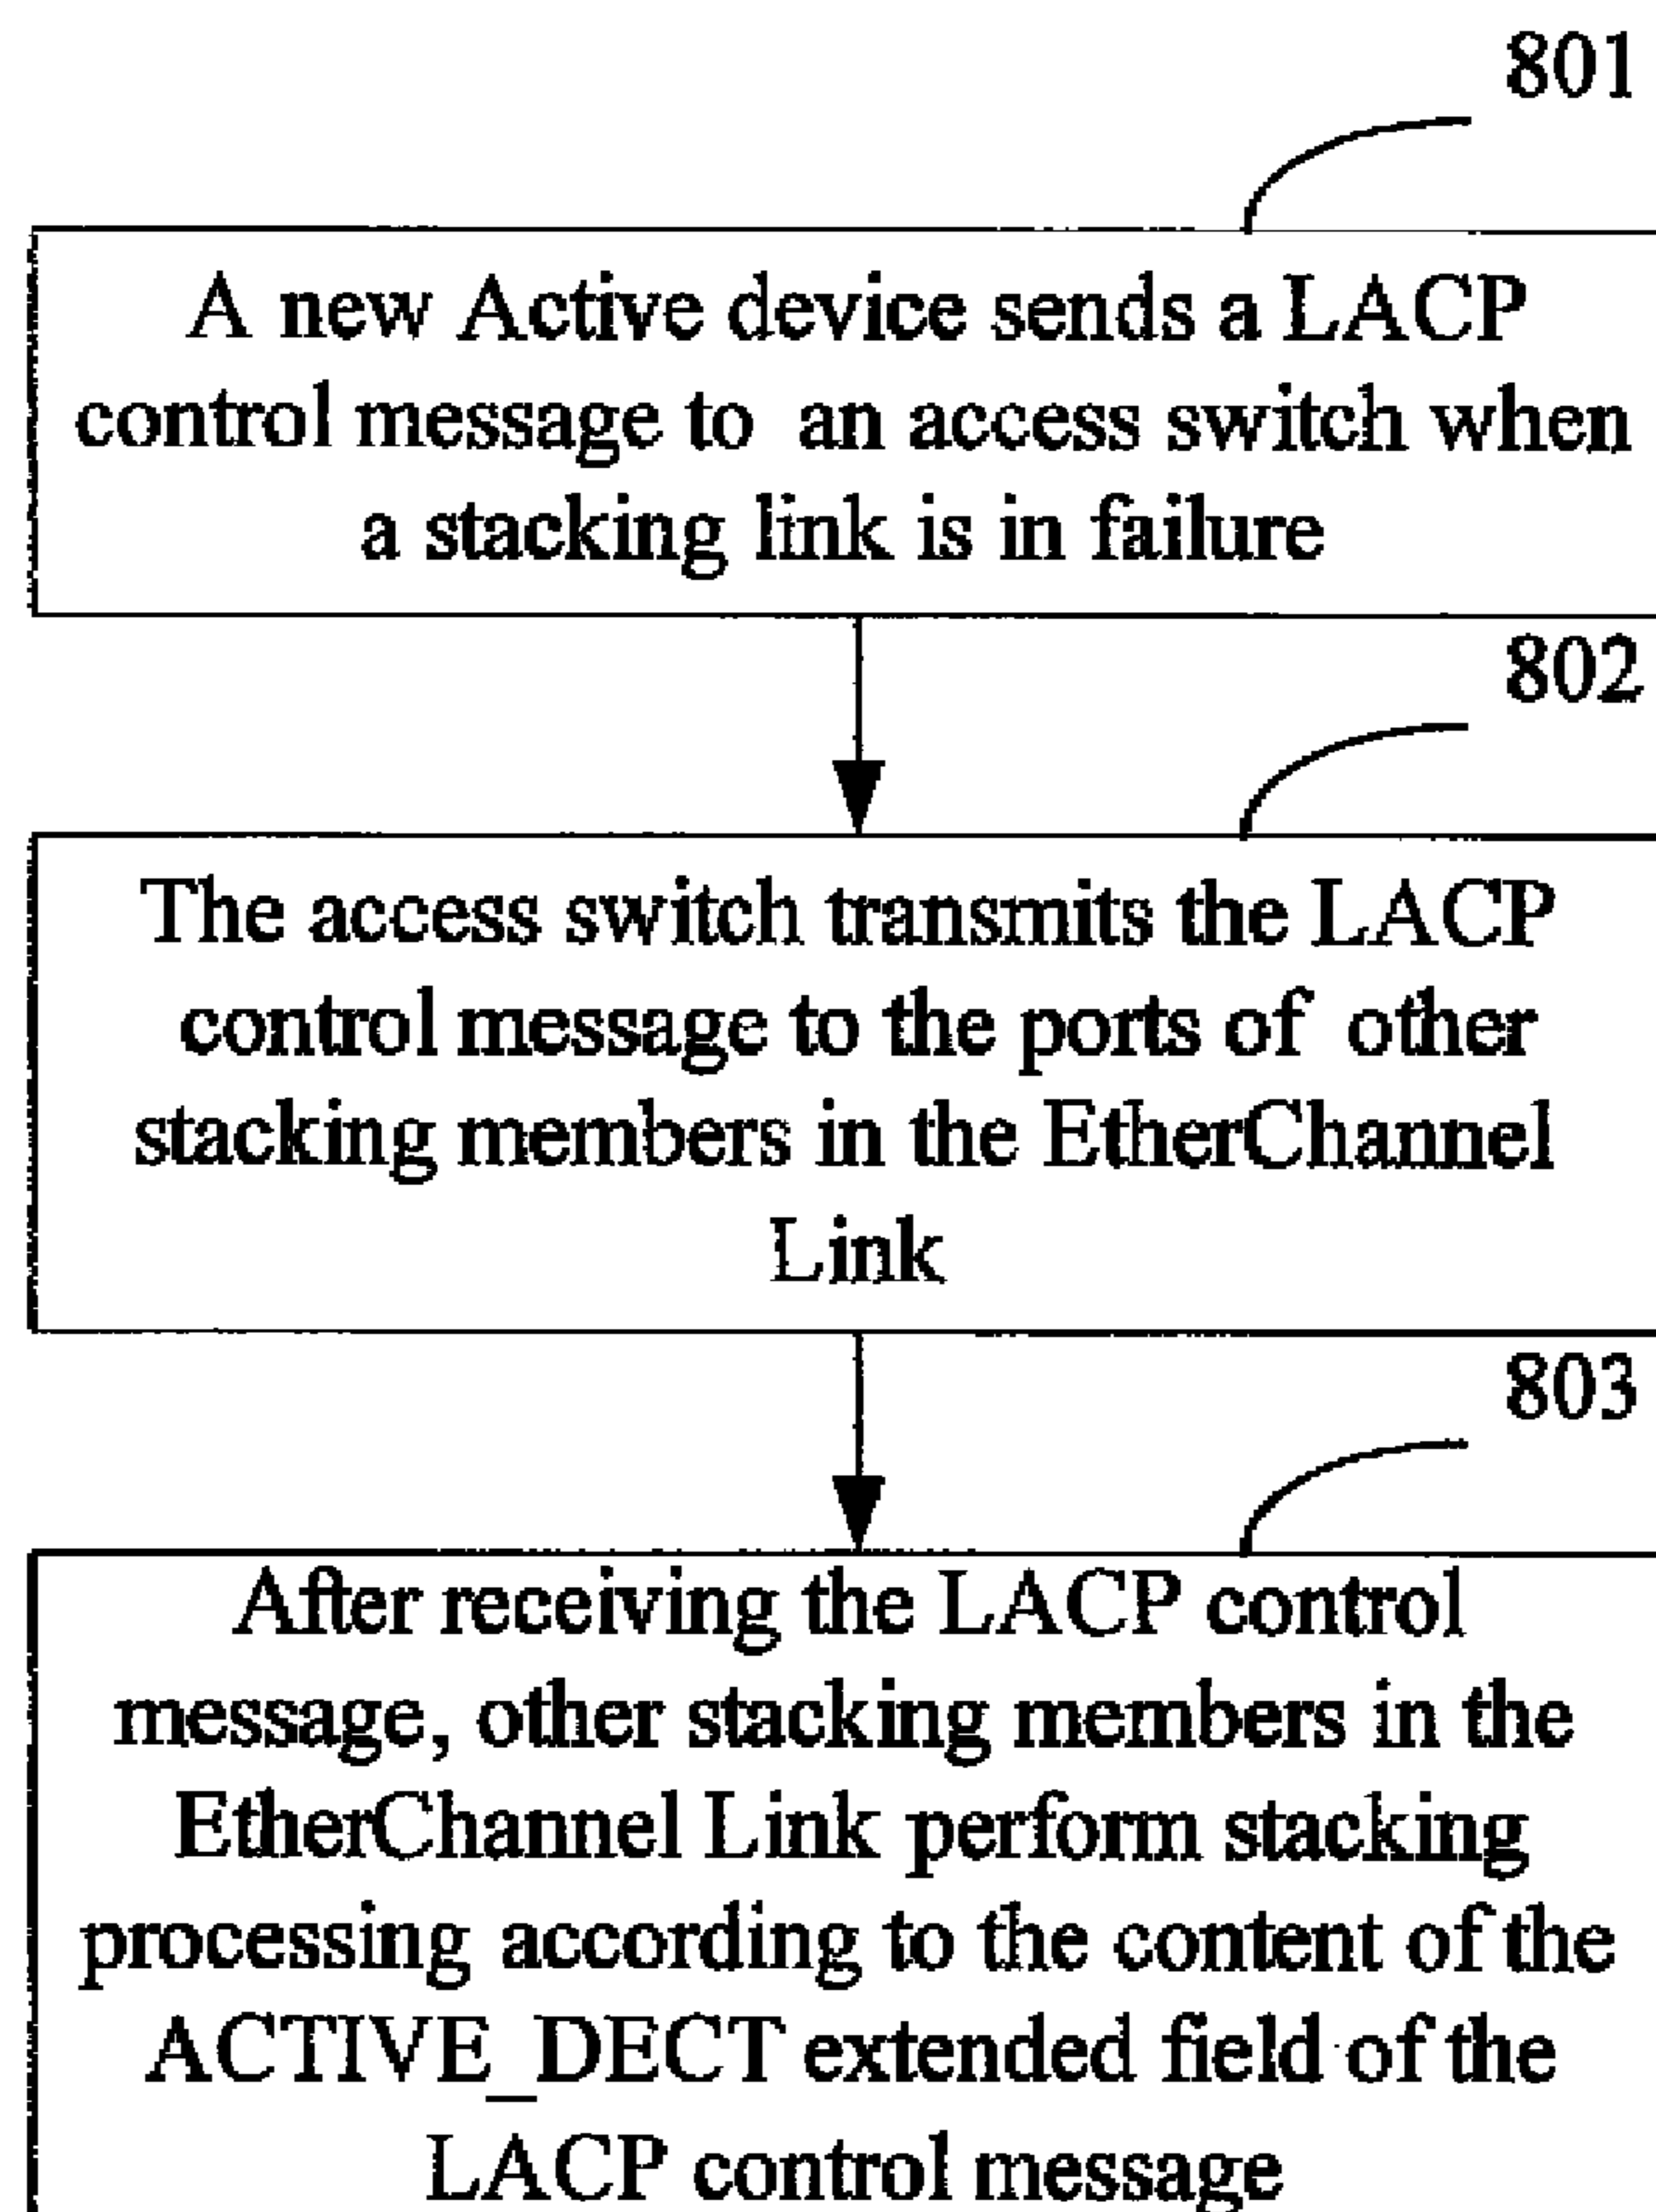 801
A new Active device sends a LACP
control message to an access switch when
a stacking link is in failure
802
The access switch transmits the LACP
control message to the ports of other
stacking members in the EtherChannel
Link
803
After receiving the LACP control
message, other stacking members in the
EtherChannel Link perform stacking
processing according to the content of the
ACTIVE_DECT extended field of the
LACP control message